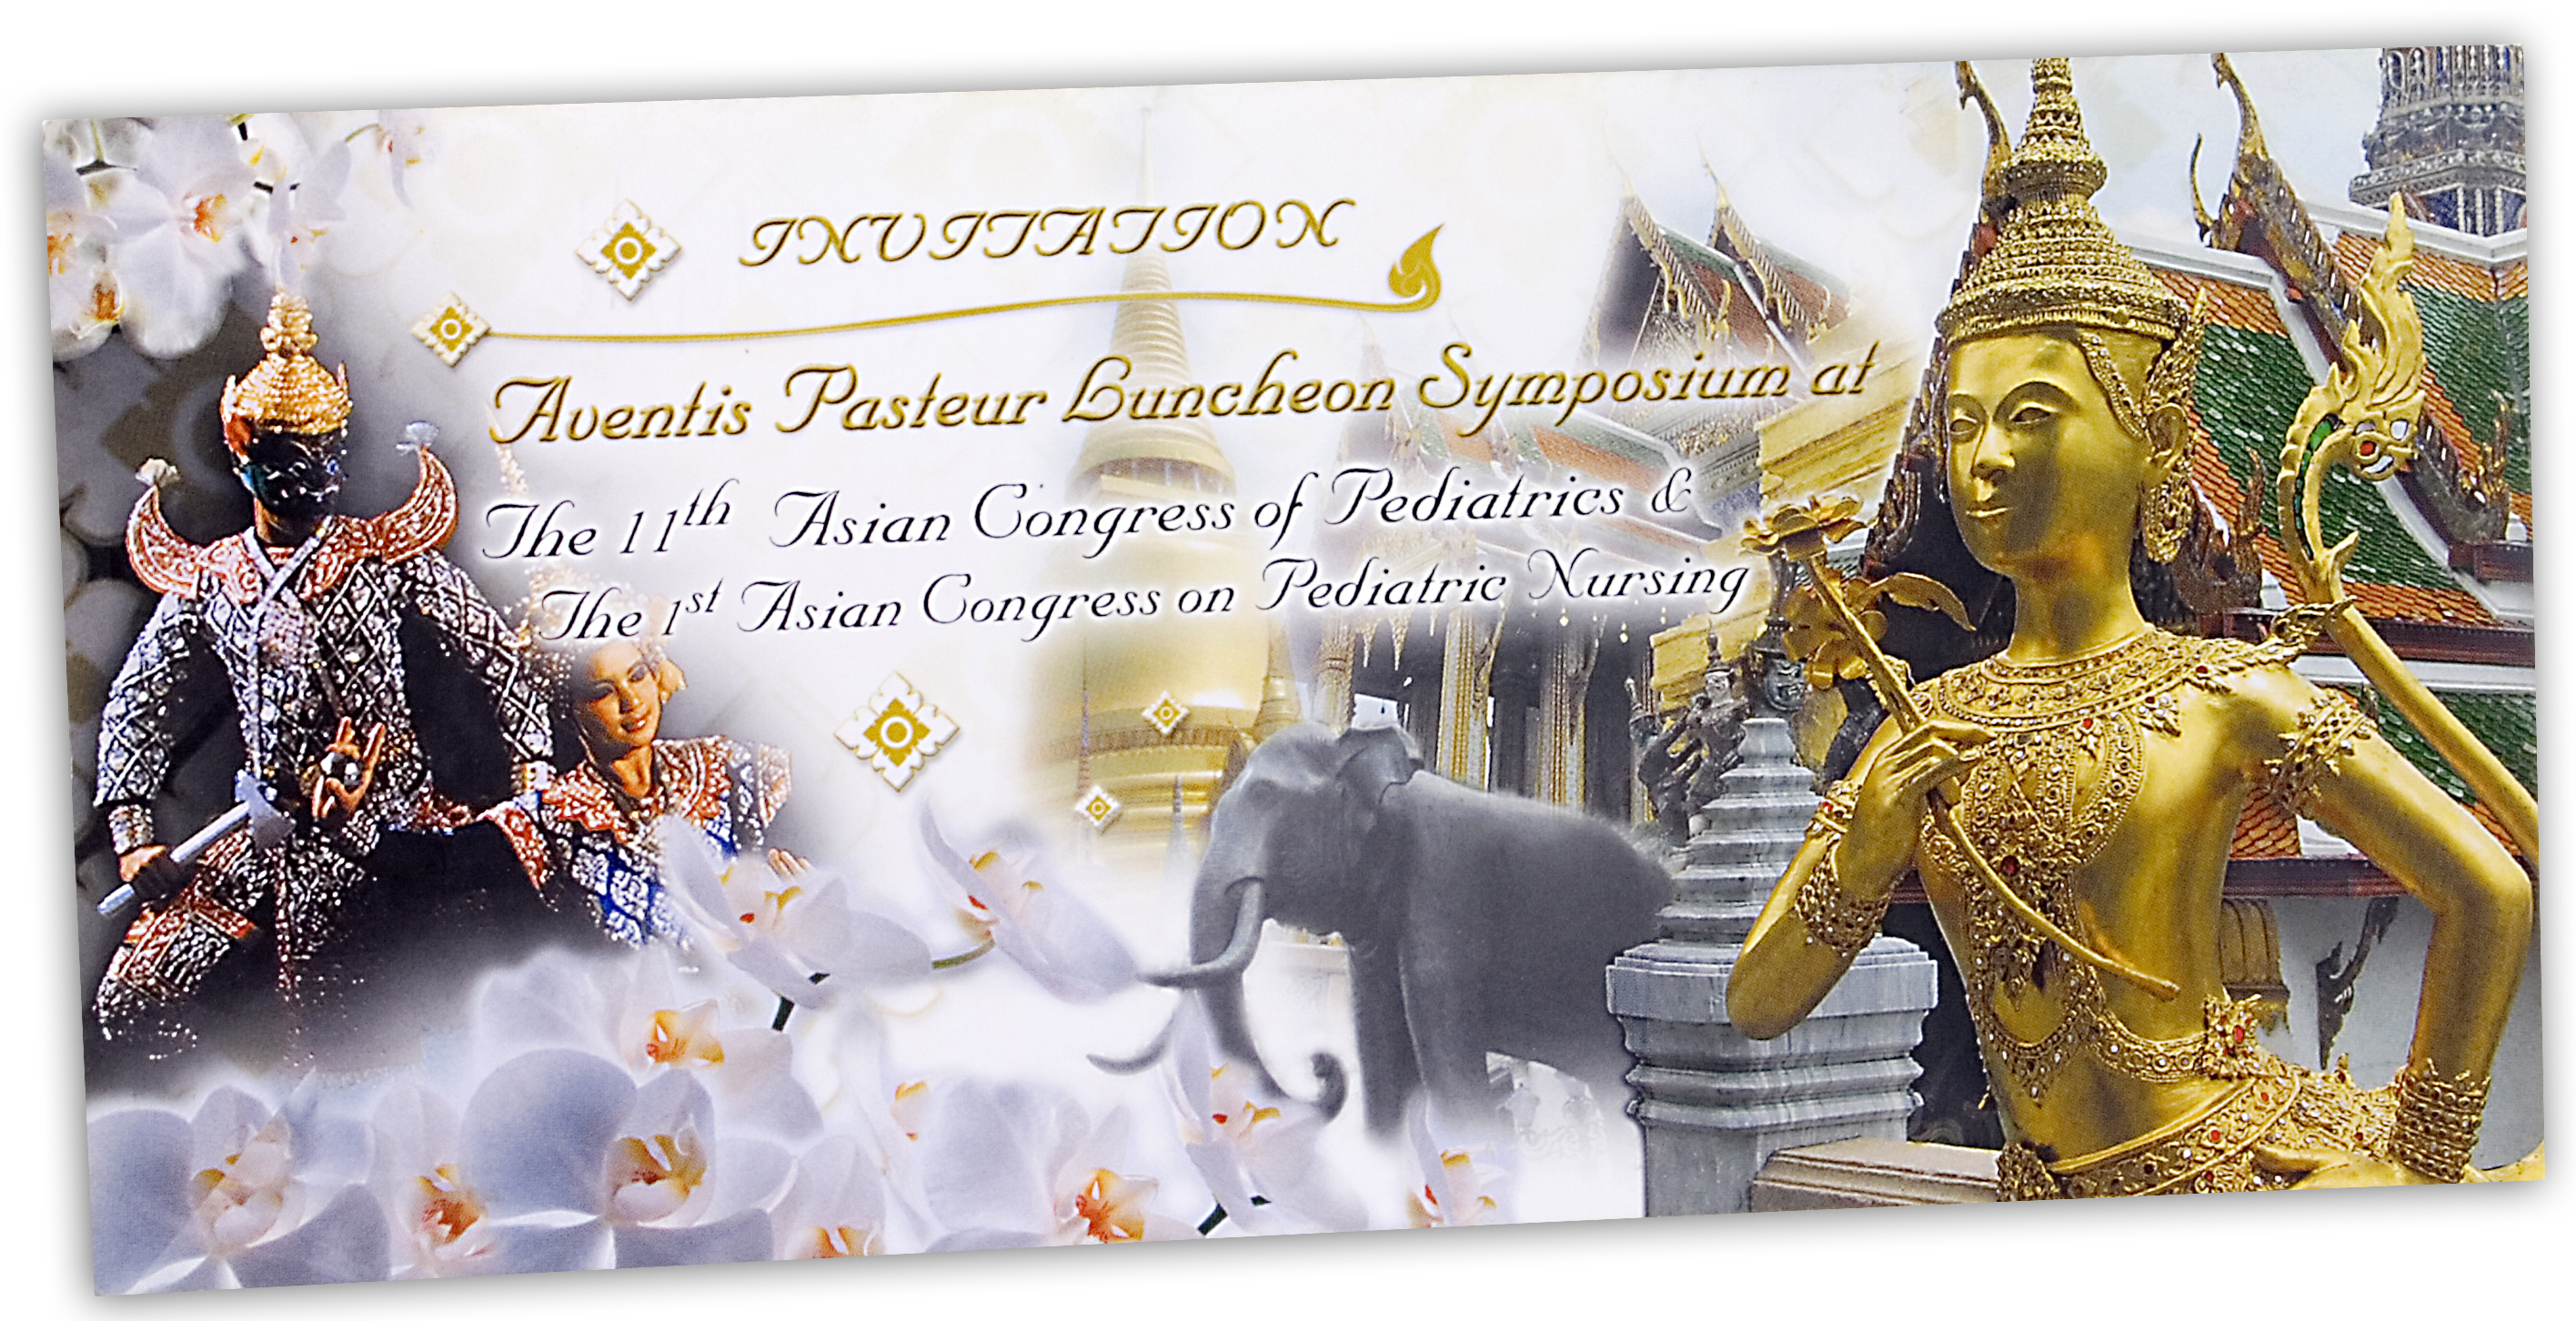 INVITATION
Aventis Pasteur Luncheon Symposium at
The 11th Asian Congress of Pediatrics &
The 1st Asian Congress on Pediatric Nursing